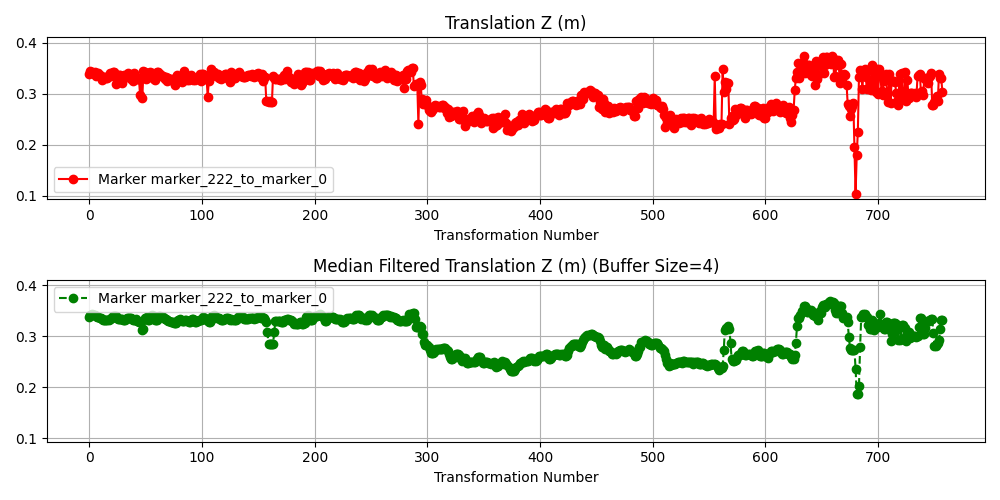 Translation Z (m)
0.4
0.3
0.2
0.1
Marker marker_222_to_marker_0
0 100 200 300 400 500 600 700
Transformation Number
Median Filtered Translation Z (m) (Buffer Size=4)
0.4
0.3
0.2
0.1
Marker marker_222_to_marker_0
0 100 200 300 400 500 600 700
Transformation Number